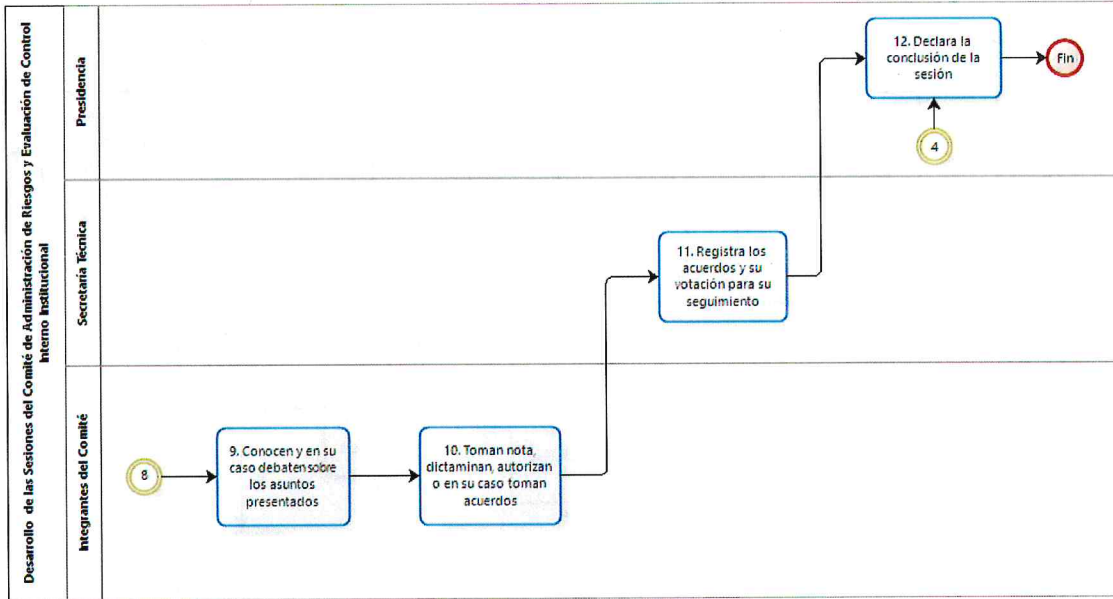 Desarrollo de las Sesiones del Comité de Administración de Riesgos y Evaluación de Control
Interno Institucional
Presidencia
12. Declara la
conclusión de la
sesión
Fin
4
Secretaría Técnica
11. Registra los
acuerdos y su
votación para su
seguimiento
Integrantes del Comité
8
9. Conocen y en su
caso debaten sobre
los asuntos
presentados
10. Toman nota,
dictaminan, autorizan
o en su caso toman
acuerdos